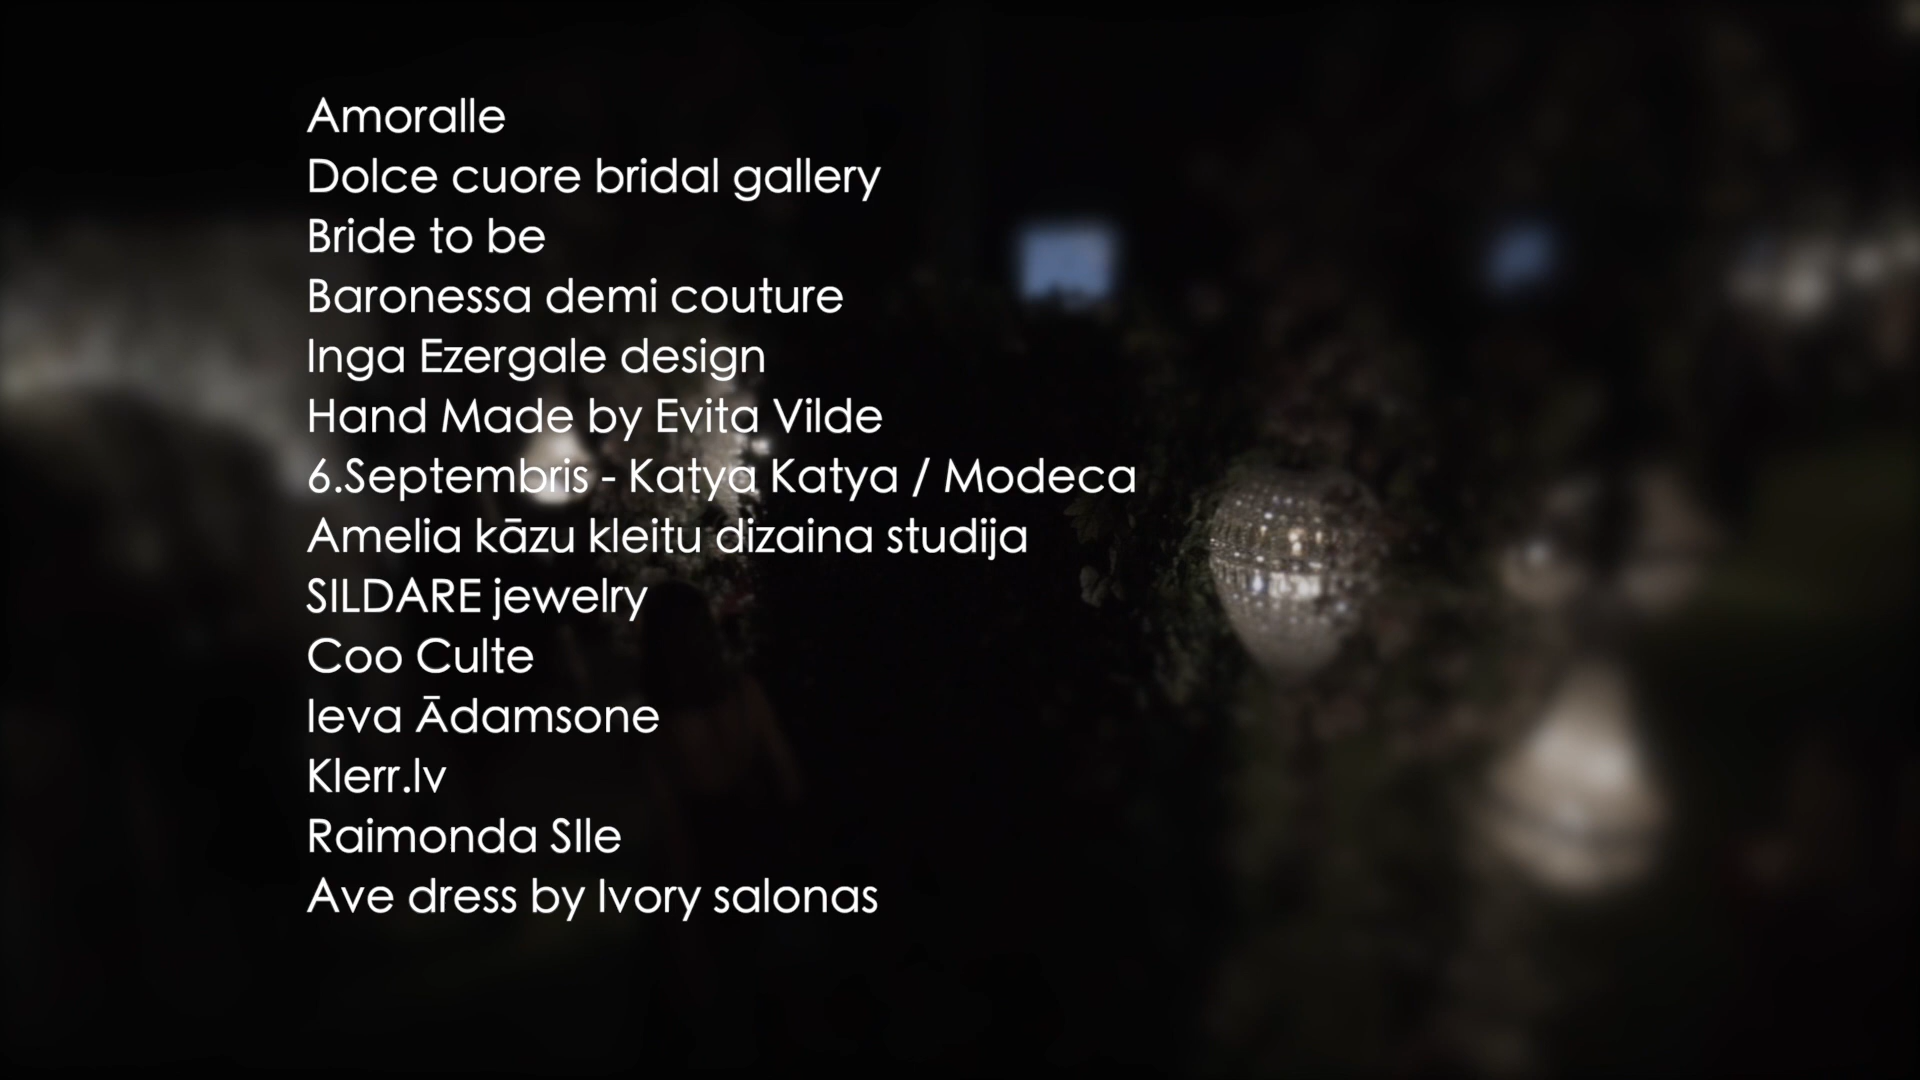 Amoralle
Dolce cuore bridal gallery
Bride to be
Baronessa demi couture
Inga Ezergale design
Hand Made by Evita Vilde
6.Septembris - Katya Katya / Modeca
Amelia kāzu kleitu dizaina studija
SILDARE jewelry
Coo Culte
Ieva Ādamsone
Klerr.lv
Raimonda SIle
Ave dress by Ivory salonas